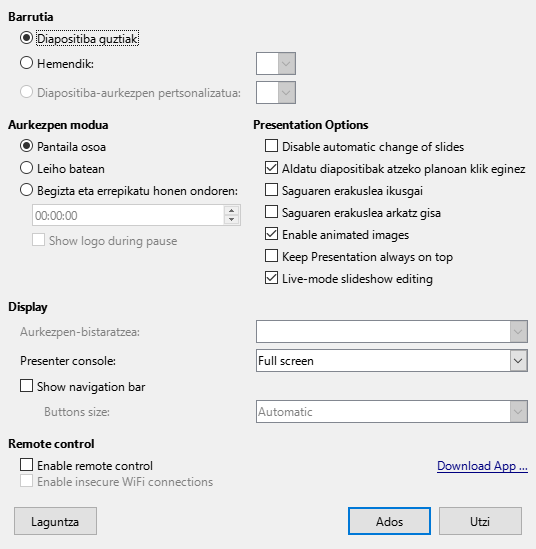 Barrutia
Diapositiba guztiak
Hemendik:
Diapositiba-aurkezpen pertsonalizatua:
Aurkezpen modua
Pantaila osoa
Leiho batean
Begizta eta errepikatu honen ondoren:
00:00:00
Show logo during pause
Presentation Options
Disable automatic change of slides
Aldatu diapositibak atzeko planoan klik eginez
Saguaren erakuslea ikusgai
Saguaren erakuslea arkatz gisa
Enable animated images
Keep Presentation always on top
Live-mode slideshow editing
Display
Aurkezpen-bistaratzea:
Presenter console: Full screen
Show navigation bar
Buttons size: Automatic
Remote control
Enable remote control Download App ...
Enable insecure WiFi connections
Laguntza Ados Utzi